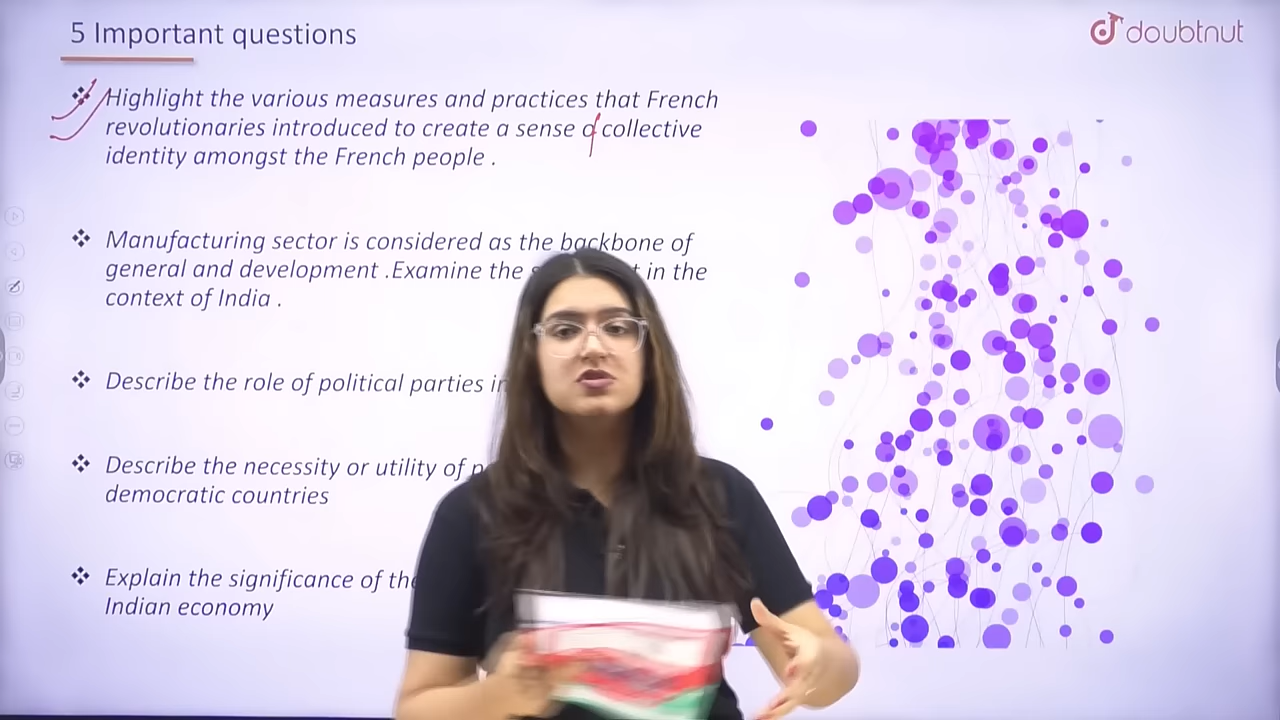 5 Important questions
doubtnut
Highlight the various measures and practices that French
revolutionaries introduced to create a sense of collective
identity amongst the French people .
Manufacturing sector is considered as the backbone of
general and development .Examine the in the
context of India .
Describe the role of political parties in
Describe the necessity or utility of
democratic countries
Explain the significance of the
Indian economy